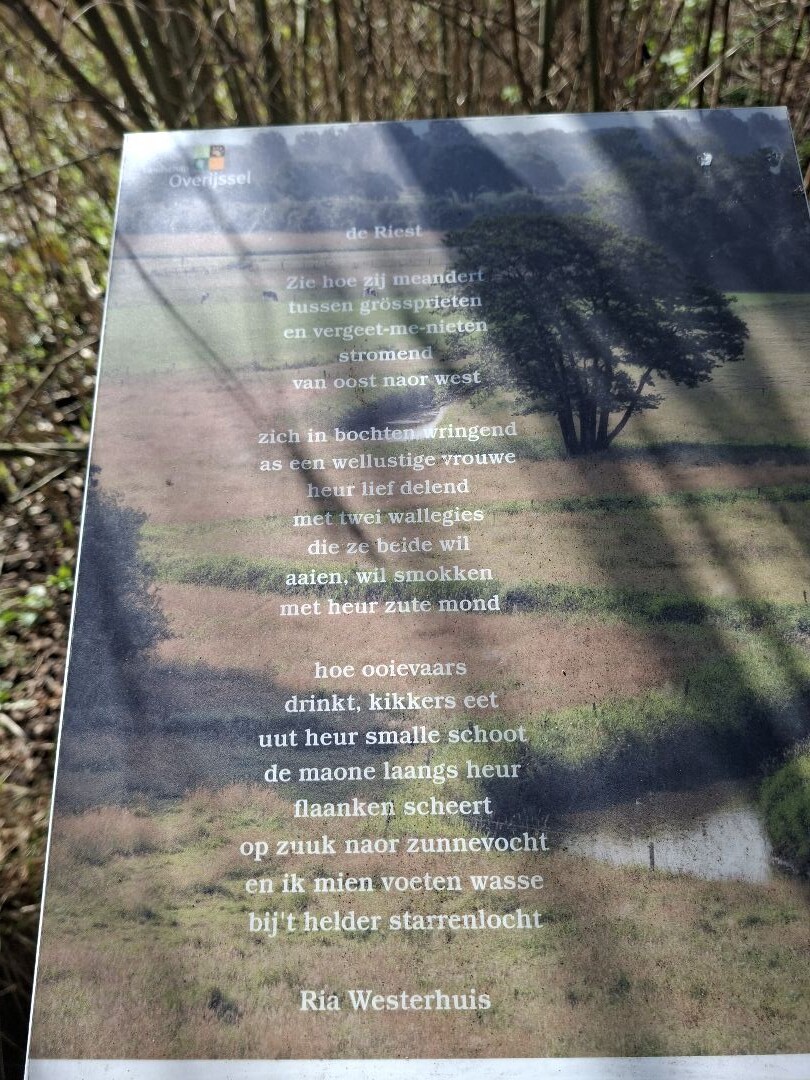 Overijssel
de Riest
Zie hoe zij meandert
tussen grössprieten
en vergeet-me-nieten
stromend
van oost naor west
zich in bochten wringend
as een wellustige vrouwe
heur lief delend
met twei wallegies
die ze beide wil
aaien, wil smokken
met heur zute mond
hoe ooievaars
drinkt, kikkers eet
uut heur smalle schoot
de maone laangs heur
flaanken scheert
op zuuk naor zunnevocht
en ik mien voeten wasse
bij't helder starrenlocht
Ria Westerhuis